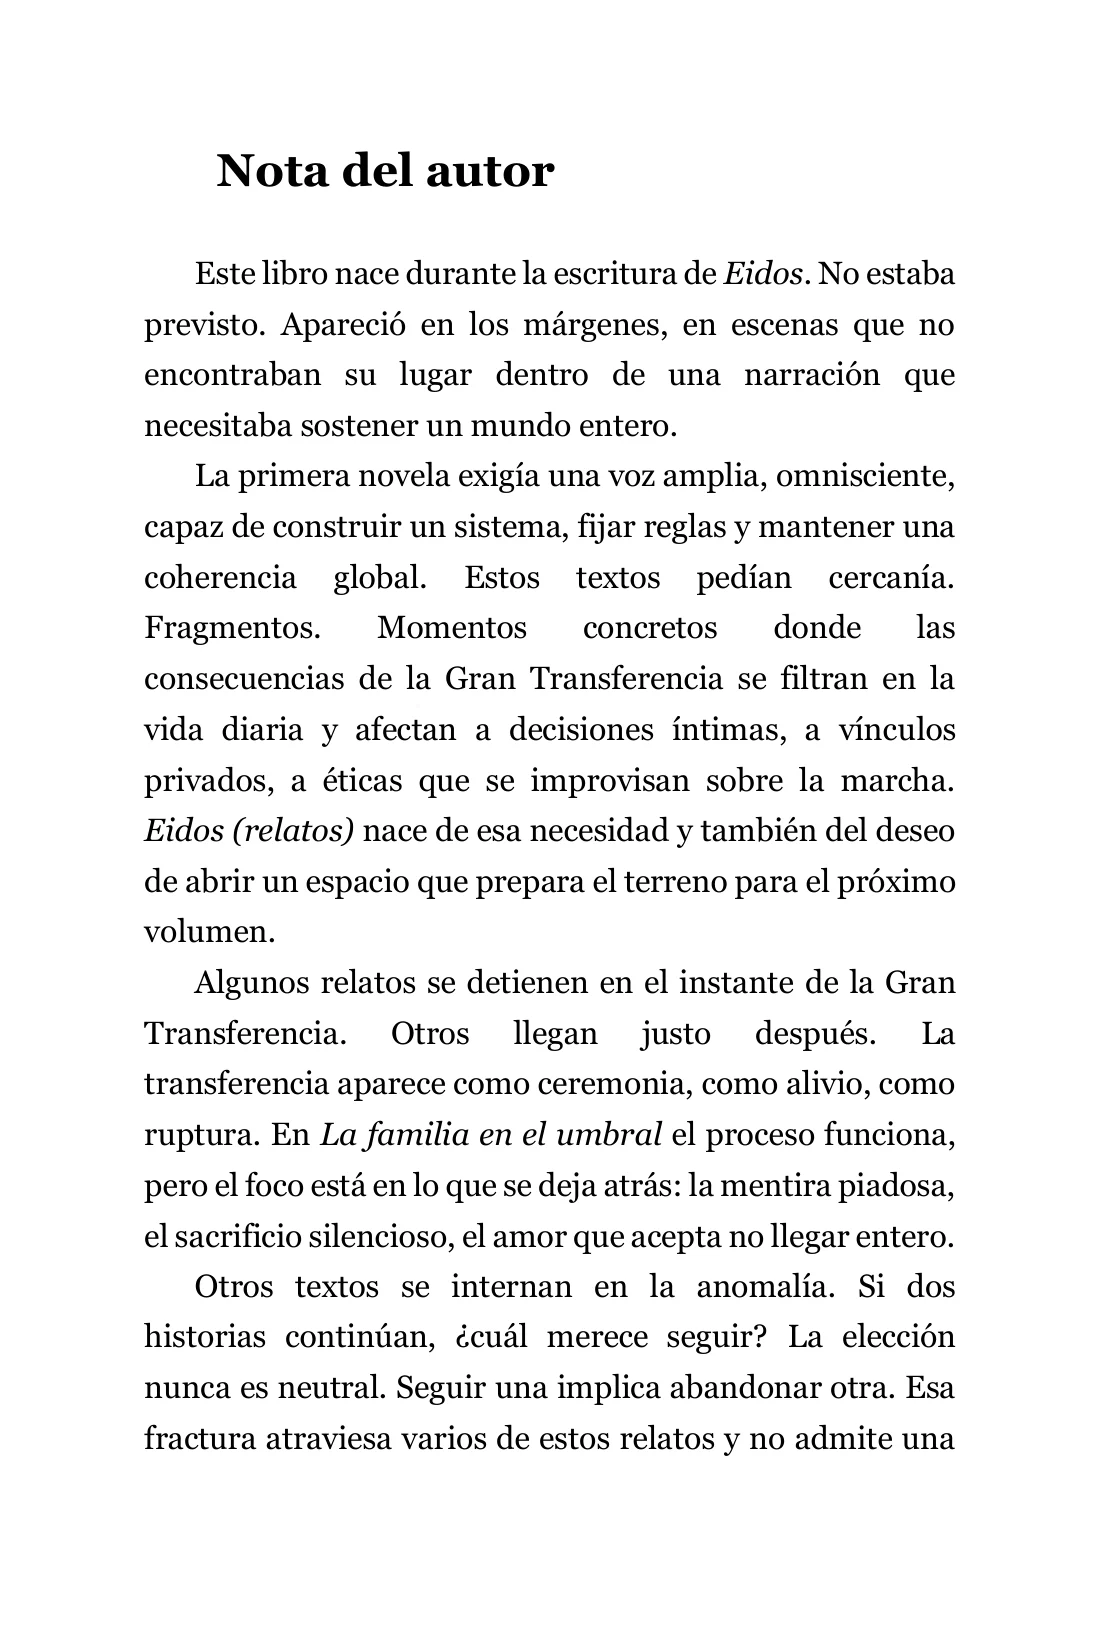 Nota del autor
Este libro nace durante la escritura de Eidos. No estaba
previsto. Apareció en los márgenes, en escenas que no
encontraban su lugar dentro de una narración que
necesitaba sostener un mundo entero.
La primera novela exigía una voz amplia, omnisciente,
capaz de construir un sistema, fijar reglas y mantener una
coherencia global. Estos textos pedían cercanía.
Fragmentos. Momentos concretos donde las
consecuencias de la Gran Transferencia se filtran en la
vida diaria y afectan a decisiones íntimas, a vínculos
privados, a éticas que se improvisan sobre la marcha.
Eidos (relatos) nace de esa necesidad y también del deseo
de abrir un espacio que prepara el terreno para el próximo
volumen.
Algunos relatos se detienen en el instante de la Gran
Transferencia. Otros llegan justo después. La
transferencia aparece como ceremonia, como alivio, como
ruptura. En La familia en el umbral el proceso funciona,
pero el foco está en lo que se deja atrás: la mentira piadosa,
el sacrificio silencioso, el amor que acepta no llegar entero.
Otros textos se internan en la anomalía. Si dos
historias continúan, ¿cuál merece seguir? La elección
nunca es neutral. Seguir una implica abandonar otra. Esa
fractura atraviesa varios de estos relatos y no admite una